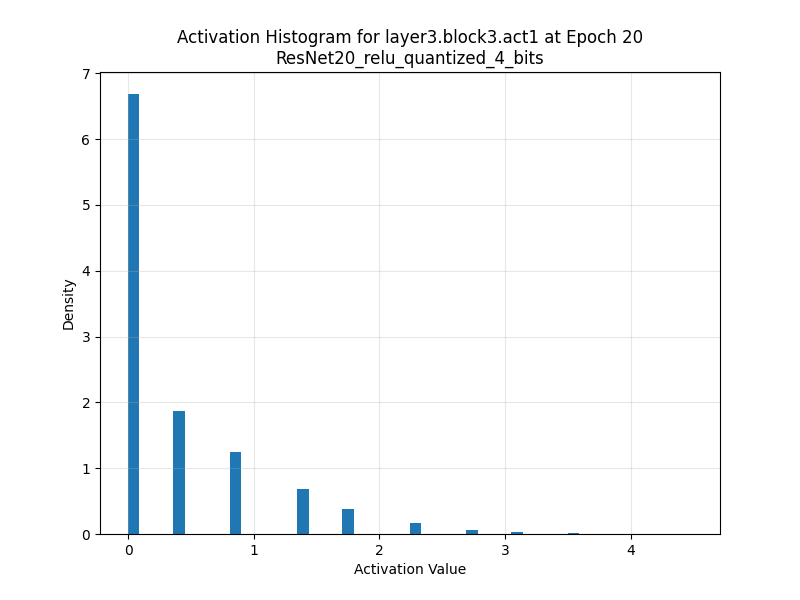 Activation Histogram for layer3.block3.act1 at Epoch 20
ResNet20_relu_quantized_4_bits
7
6
5
4
3
2
1
0
Density
0 1 2 3 4
Activation Value